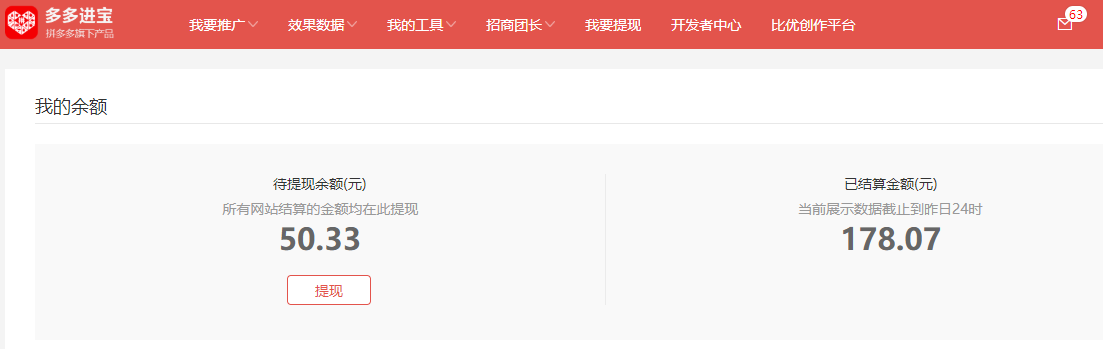 多多进宝
拼多多旗下产品
我要推广 效果数据 我的工具 招商团长 我要提现 开发者中心 比优创作平台 63
我的余额
待提现余额(元)
所有网站结算的金额均在此提现
50.33
提现
已结算金额(元)
当前展示数据截止到昨日24时
178.07